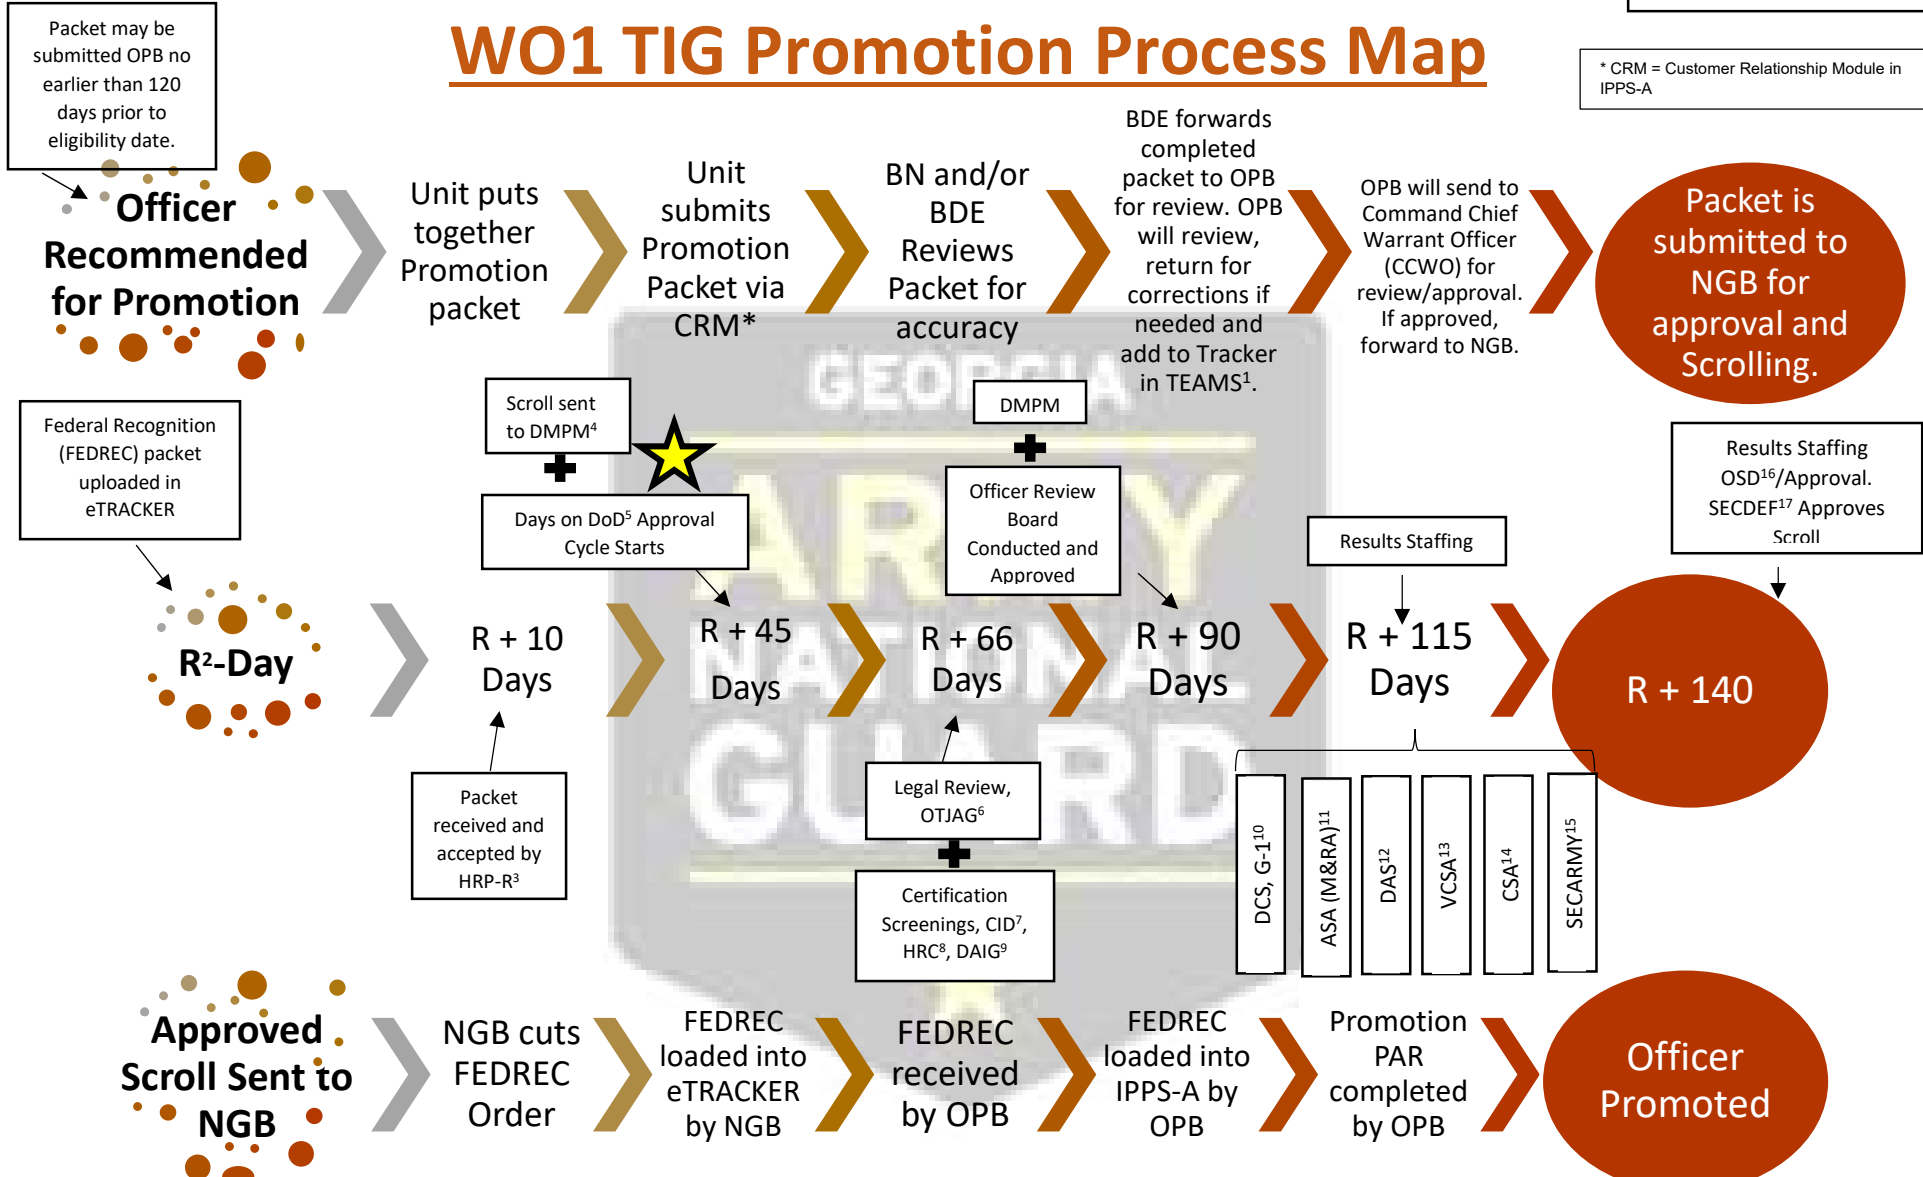 WO1 TIG Promotion Process Map
Packet may be
submitted OPB no
earlier than 120
days prior to
eligibility date.
* CRM = Customer Relationship Module in
IPPS-A
Officer
Recommended
for Promotion
Unit puts
together
Promotion
packet
Unit
submits
Promotion
Packet via
CRM*
BN and/or
BDE
Reviews
Packet for
accuracy
BDE forwards
completed
packet to OPB
for review. OPB
will review,
return for
corrections if
needed and
add to Tracker
in TEAMS¹.
OPB will send to
Command Chief
Warrant Officer
(CCWO) for
review/approval.
If approved,
forward to NGB.
Packet is
submitted to
NGB for
approval and
Scrolling.
GEORGIA
ARMY
NATIONAL
GUARD
Federal Recognition
(FEDREC) packet
uploaded in
eTRACKER
Scroll sent
to DMPM⁴
Days on DoD⁵ Approval
Cycle Starts
DMPM
Officer Review
Board
Conducted and
Approved
Results Staffing
Results Staffing
OSD¹⁶/Approval.
SECDEF¹⁷ Approves
Scroll
R²-Day
R + 10
Days
R + 45
Days
R + 66
Days
R + 90
Days
R + 115
Days
R + 140
Packet
received and
accepted by
HRP-R³
Legal Review,
OTJAG⁶
Certification
Screenings, CID⁷,
HRC⁸, DAIG⁹
DCS, G-1¹⁰
ASA (M&RA)¹¹
DAS¹²
VCSA¹³
CSA¹⁴
SECARMY¹⁵
Approved
Scroll Sent to
NGB
NGB cuts
FEDREC
Order
FEDREC
loaded into
eTRACKER
by NGB
FEDREC
received
by OPB
FEDREC
loaded into
IPPS-A by
OPB
Promotion
PAR
completed
by OPB
Officer
Promoted